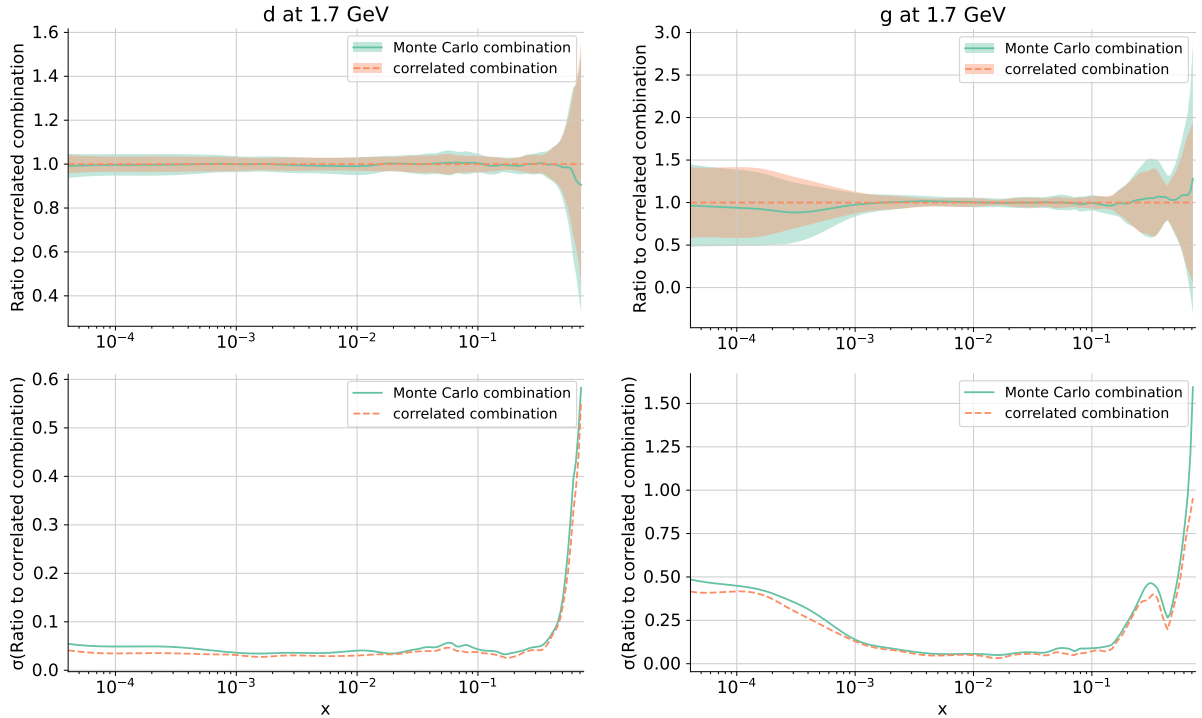 d at 1.7 GeV
Ratio to correlated combination
1.6
1.4
1.2
1.0
0.8
0.6
0.4
Monte Carlo combination
correlated combination
10⁻⁴
10⁻³
10⁻²
10⁻¹
g at 1.7 GeV
Ratio to correlated combination
3.0
2.5
2.0
1.5
1.0
0.5
0.0
Monte Carlo combination
correlated combination
10⁻⁴
10⁻³
10⁻²
10⁻¹
σ(Ratio to correlated combination)
0.6
0.5
0.4
0.3
0.2
0.1
0.0
Monte Carlo combination
correlated combination
10⁻⁴
10⁻³
10⁻²
10⁻¹
x
σ(Ratio to correlated combination)
1.50
1.25
1.00
0.75
0.50
0.25
0.00
Monte Carlo combination
correlated combination
10⁻⁴
10⁻³
10⁻²
10⁻¹
x